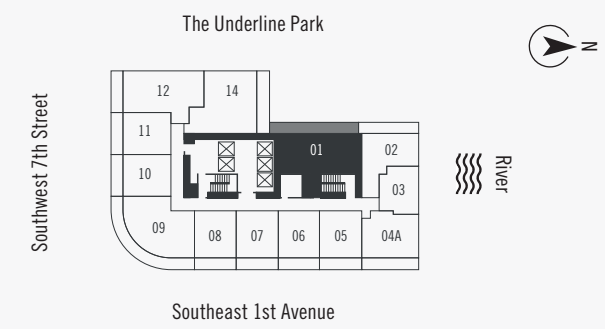 The Underline Park
N
Southwest 7th Street
12
14
11
01
02
10
03
09
08
07
06
05
04A
River
Southeast 1st Avenue